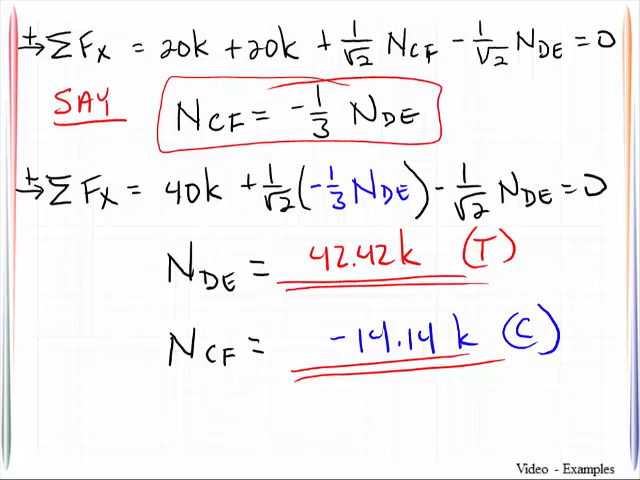 +→ ΣFx = 20k + 20k + 1/√2 NCF - 1/√2 NDE = 0
SAY
NCF = -1/3 NDE
+→ ΣFx = 40k + 1/√2 (-1/3 NDE) - 1/√2 NDE = 0
NDE = 42.42k (T)
NCF = -14.14 k (C)
Video - Examples